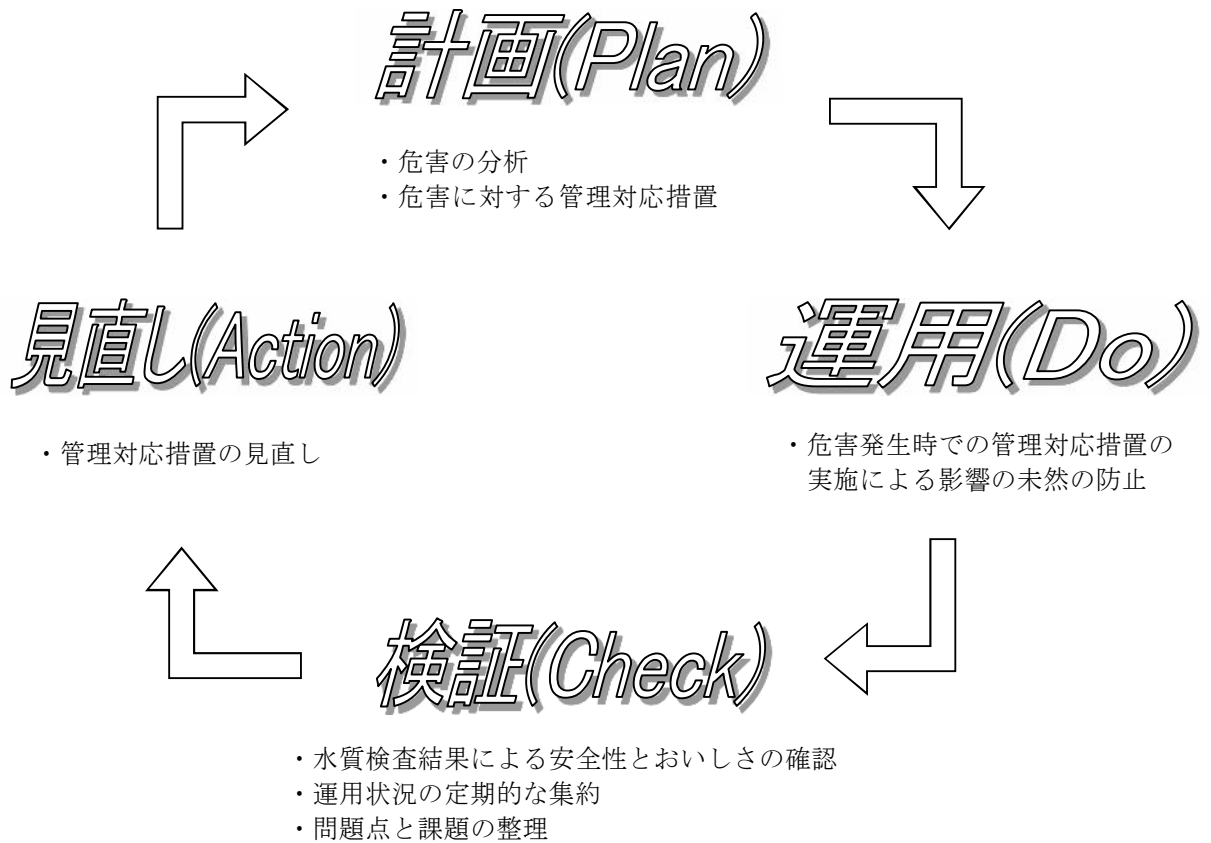 計画(Plan)
・危害の分析
・危害に対する管理対応措置
見直し(Action)
運用(Do)
・管理対応措置の見直し
・危害発生時での管理対応措置の
実施による影響の未然の防止
検証(Check)
・水質検査結果による安全性とおいしさの確認
・運用状況の定期的な集約
・問題点と課題の整理